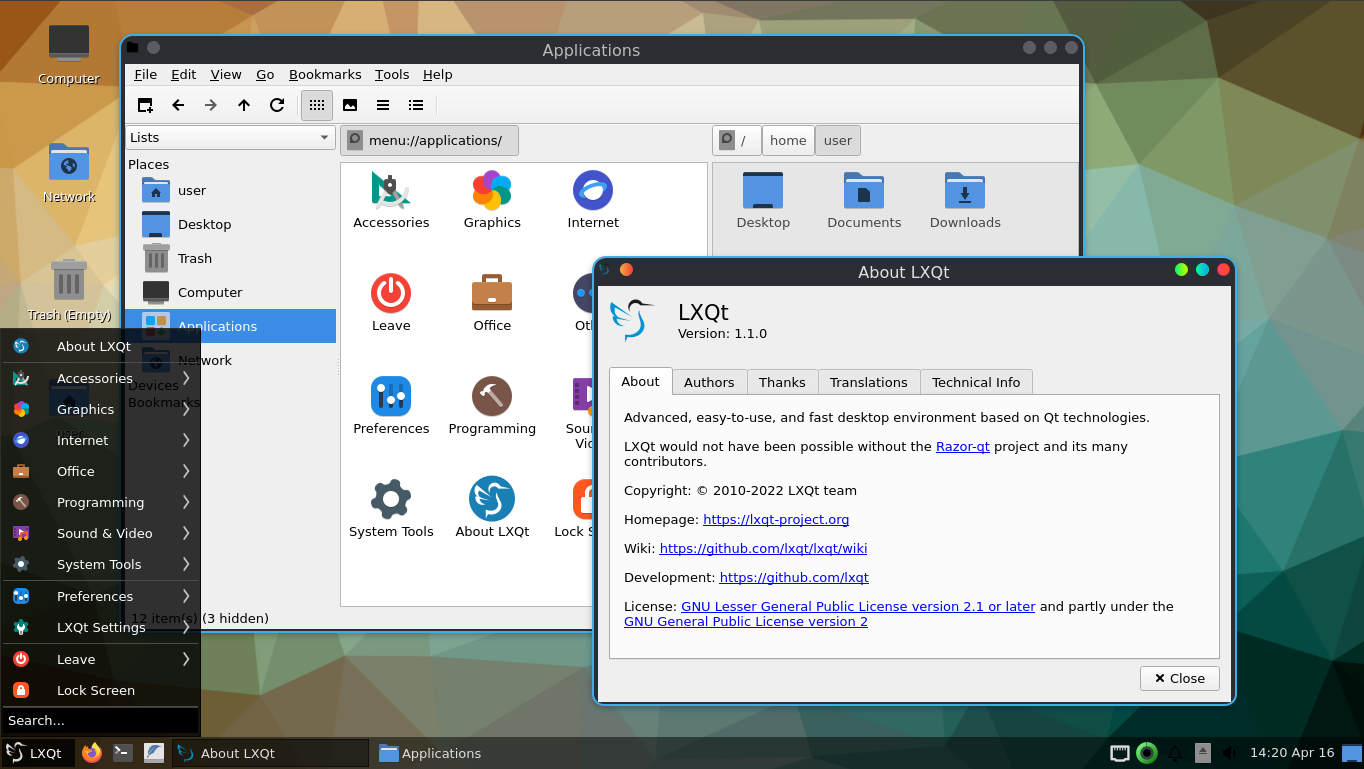 Computer
Network
Trash (Empty)
Applications
File Edit View Go Bookmarks Tools Help
Lists
menu://applications/
/ home user
Places
user
Desktop
Trash
Computer
Applications
Network
Devices
Bookmarks
Accessories Graphics Internet
Leave Office
Preferences Programming
System Tools About LXQt
12 item(s) (3 hidden)
Desktop Documents Downloads
About LXQt
LXQt
Version: 1.1.0
About Authors Thanks Translations Technical Info
Advanced, easy-to-use, and fast desktop environment based on Qt technologies.
LXQt would not have been possible without the Razor-qt project and its many
contributors.
Copyright: © 2010-2022 LXQt team
Homepage: https://lxqt-project.org
Wiki: https://github.com/lxqt/lxqt/wiki
Development: https://github.com/lxqt
License: GNU Lesser General Public License version 2.1 or later and partly under the
GNU General Public License version 2
Close
About LXQt
Accessories
Graphics
Internet
Office
Programming
Sound & Video
System Tools
Preferences
LXQt Settings
Leave
Lock Screen
Search...
LXQt About LXQt Applications 14:20 Apr 16